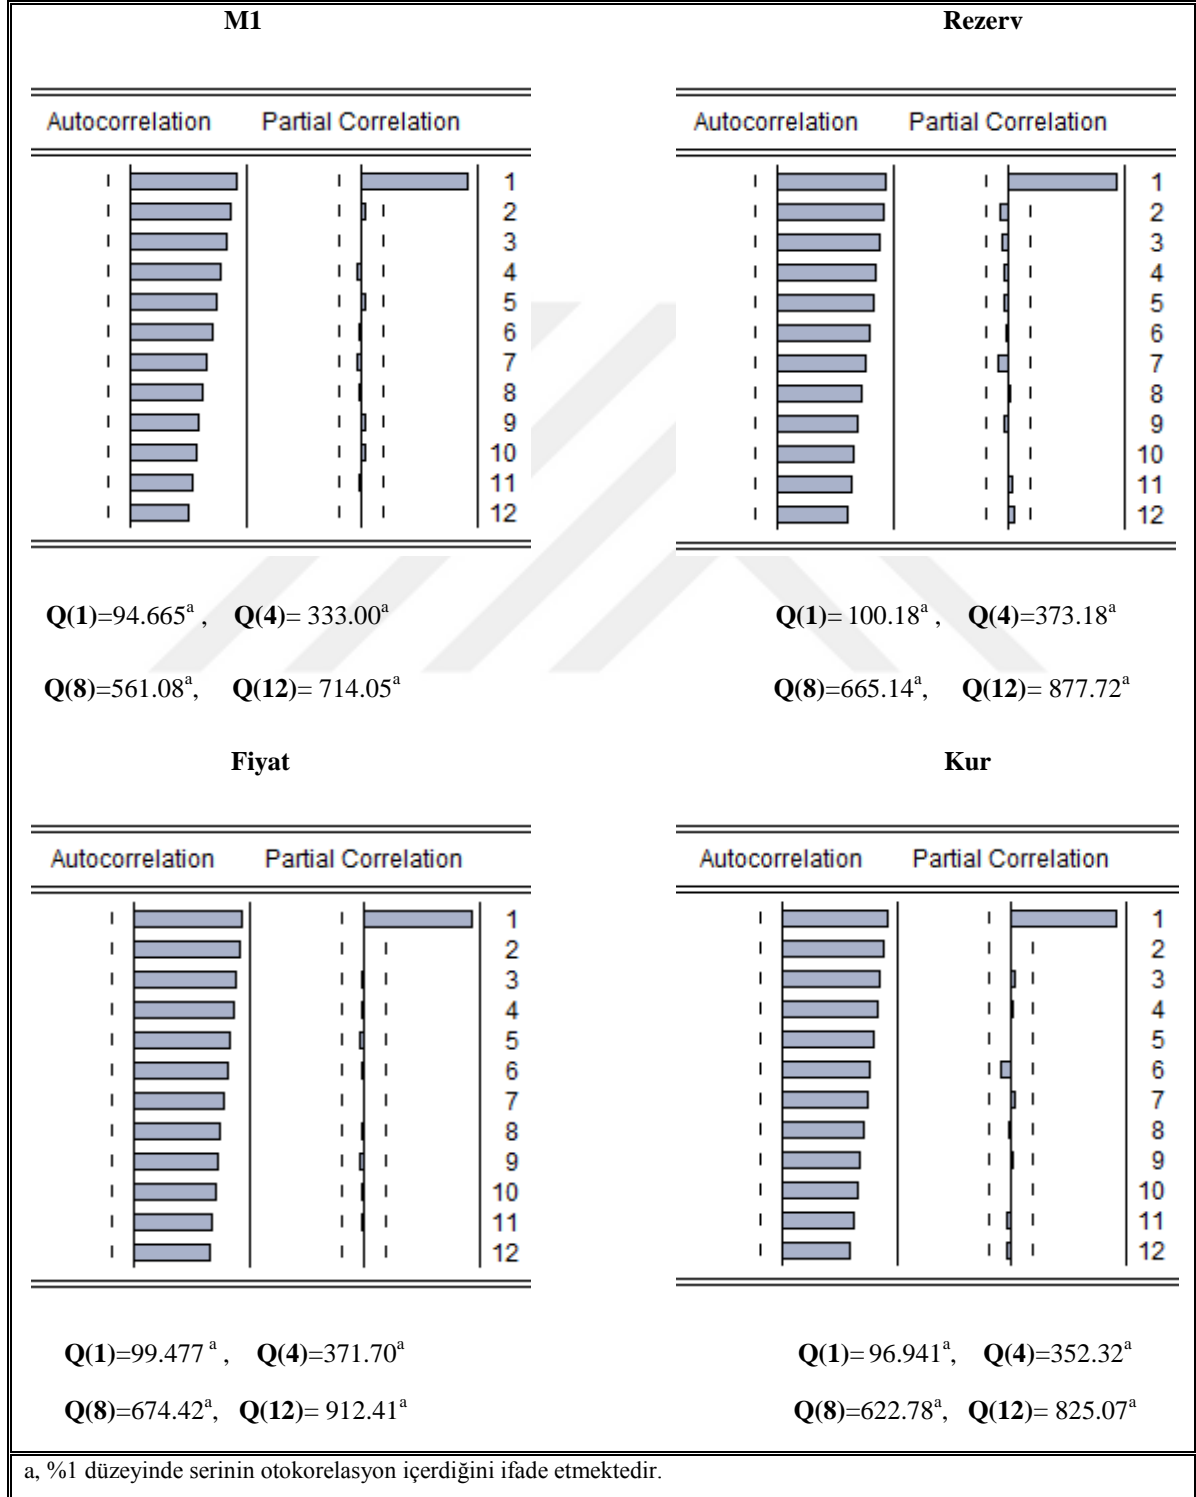 M1
Autocorrelation Partial Correlation
1
2
3
4
5
6
7
8
9
10
11
12
Q(1)=94.665a , Q(4)= 333.00a
Q(8)=561.08a, Q(12)= 714.05a
Rezerv
Autocorrelation Partial Correlation
1
2
3
4
5
6
7
8
9
10
11
12
Q(1)= 100.18a , Q(4)=373.18a
Q(8)=665.14a, Q(12)= 877.72a
Fiyat
Autocorrelation Partial Correlation
1
2
3
4
5
6
7
8
9
10
11
12
Q(1)=99.477 a , Q(4)=371.70a
Q(8)=674.42a, Q(12)= 912.41a
Kur
Autocorrelation Partial Correlation
1
2
3
4
5
6
7
8
9
10
11
12
Q(1)= 96.941a, Q(4)=352.32a
Q(8)=622.78a, Q(12)= 825.07a
a, %1 düzeyinde serinin otokorelasyon içerdiğini ifade etmektedir.